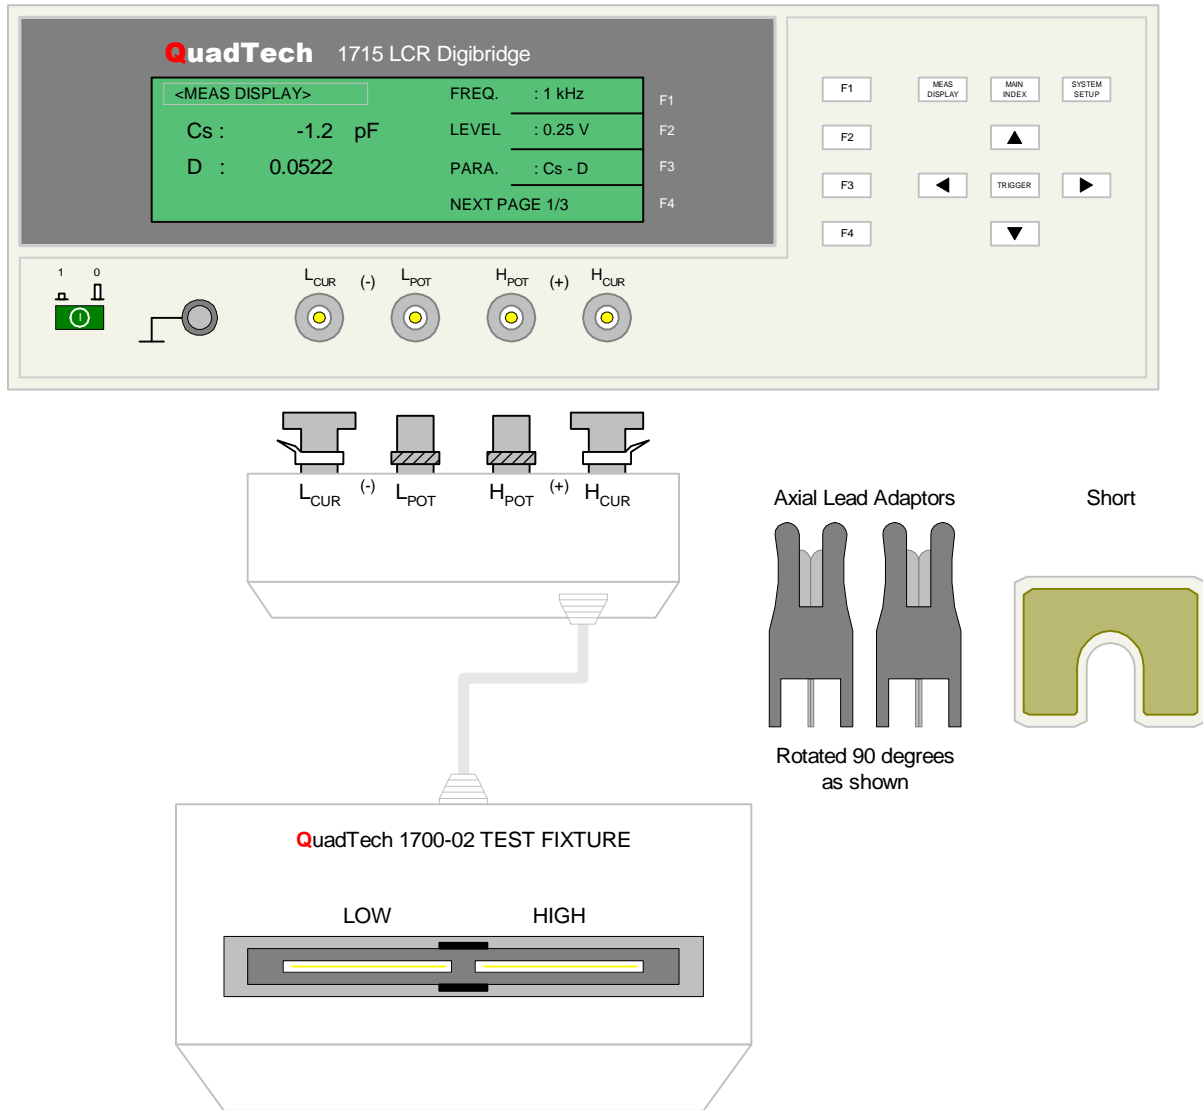 QuadTech 1715 LCR Digibridge
<MEAS DISPLAY>
FREQ. : 1 kHz
F1
Cs : -1.2 pF
LEVEL : 0.25 V
F2
D : 0.0522
PARA. : Cs - D
F3
NEXT PAGE 1/3
F4
F1
MEAS DISPLAY
MAIN INDEX
SYSTEM SETUP
F2
F3
TRIGGER
F4
1 0
LCUR (-) LPOT HPOT (+) HCUR
LCUR (-) LPOT HPOT (+) HCUR
Axial Lead Adaptors
Short
Rotated 90 degrees
as shown
QuadTech 1700-02 TEST FIXTURE
LOW HIGH